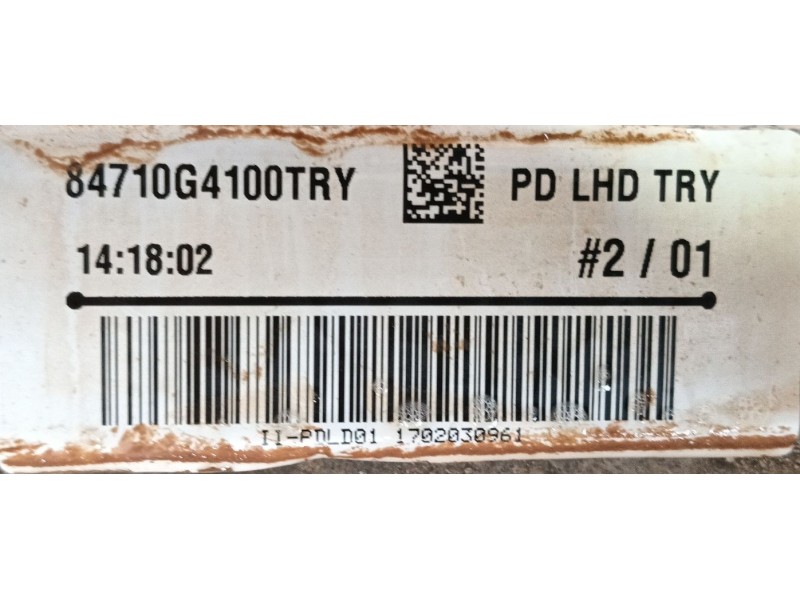 84710G4100TRY PD LHD TRY
14:18:02 #2 / 01
II-PDLD01 1702030961